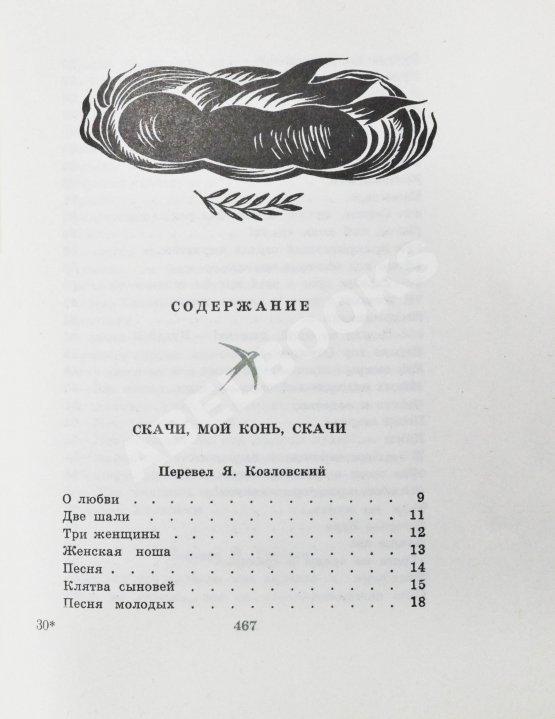 СОДЕРЖАНИЕ
СКАЧИ, МОЙ КОНЬ, СКАЧИ
Перевел Я. Козловский
О любви . . . . . . . . . . . . . . 9
Две шали . . . . . . . . . . . . . 11
Три женщины . . . . . . . . . . . . 12
Женская ноша . . . . . . . . . . . 13
Песня . . . . . . . . . . . . . . . 14
Клятва сыновей . . . . . . . . . . 15
Песня молодых . . . . . . . . . . . 18
30* 467
ABELBOOKS